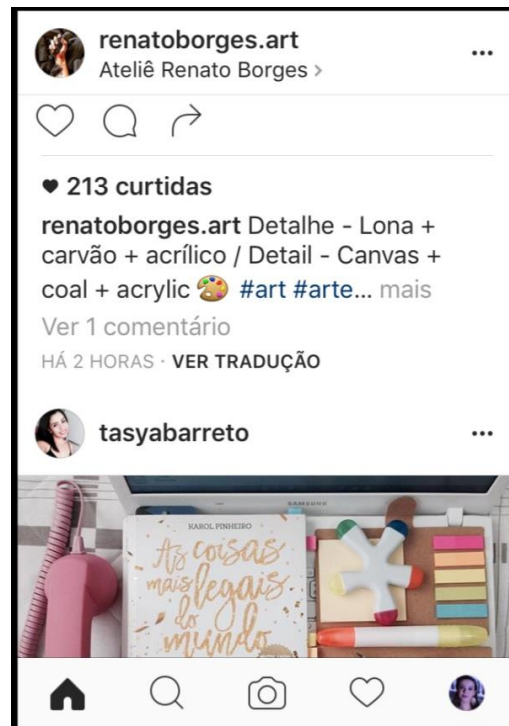 renatoborges.art
Ateliê Renato Borges >
213 curtidas
renatoborges.art Detalhe - Lona +
carvão + acrílico / Detail - Canvas +
coal + acrylic 🎨 #art #arte... mais
Ver 1 comentário
HÁ 2 HORAS · VER TRADUÇÃO
tasyabarreto
SAMSUNG
KAROL PINHEIRO
As coisas
mais legais
do
mundo